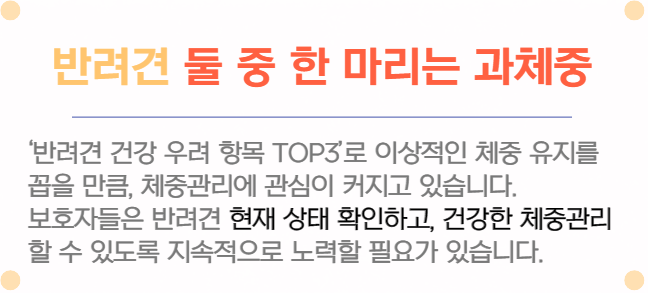 반려견 둘 중 한 마리는 과체중
‘반려견 건강 우려 항목 TOP3’로 이상적인 체중 유지를
꼽을 만큼, 체중관리에 관심이 커지고 있습니다.
보호자들은 반려견 현재 상태 확인하고, 건강한 체중관리
할 수 있도록 지속적으로 노력할 필요가 있습니다.